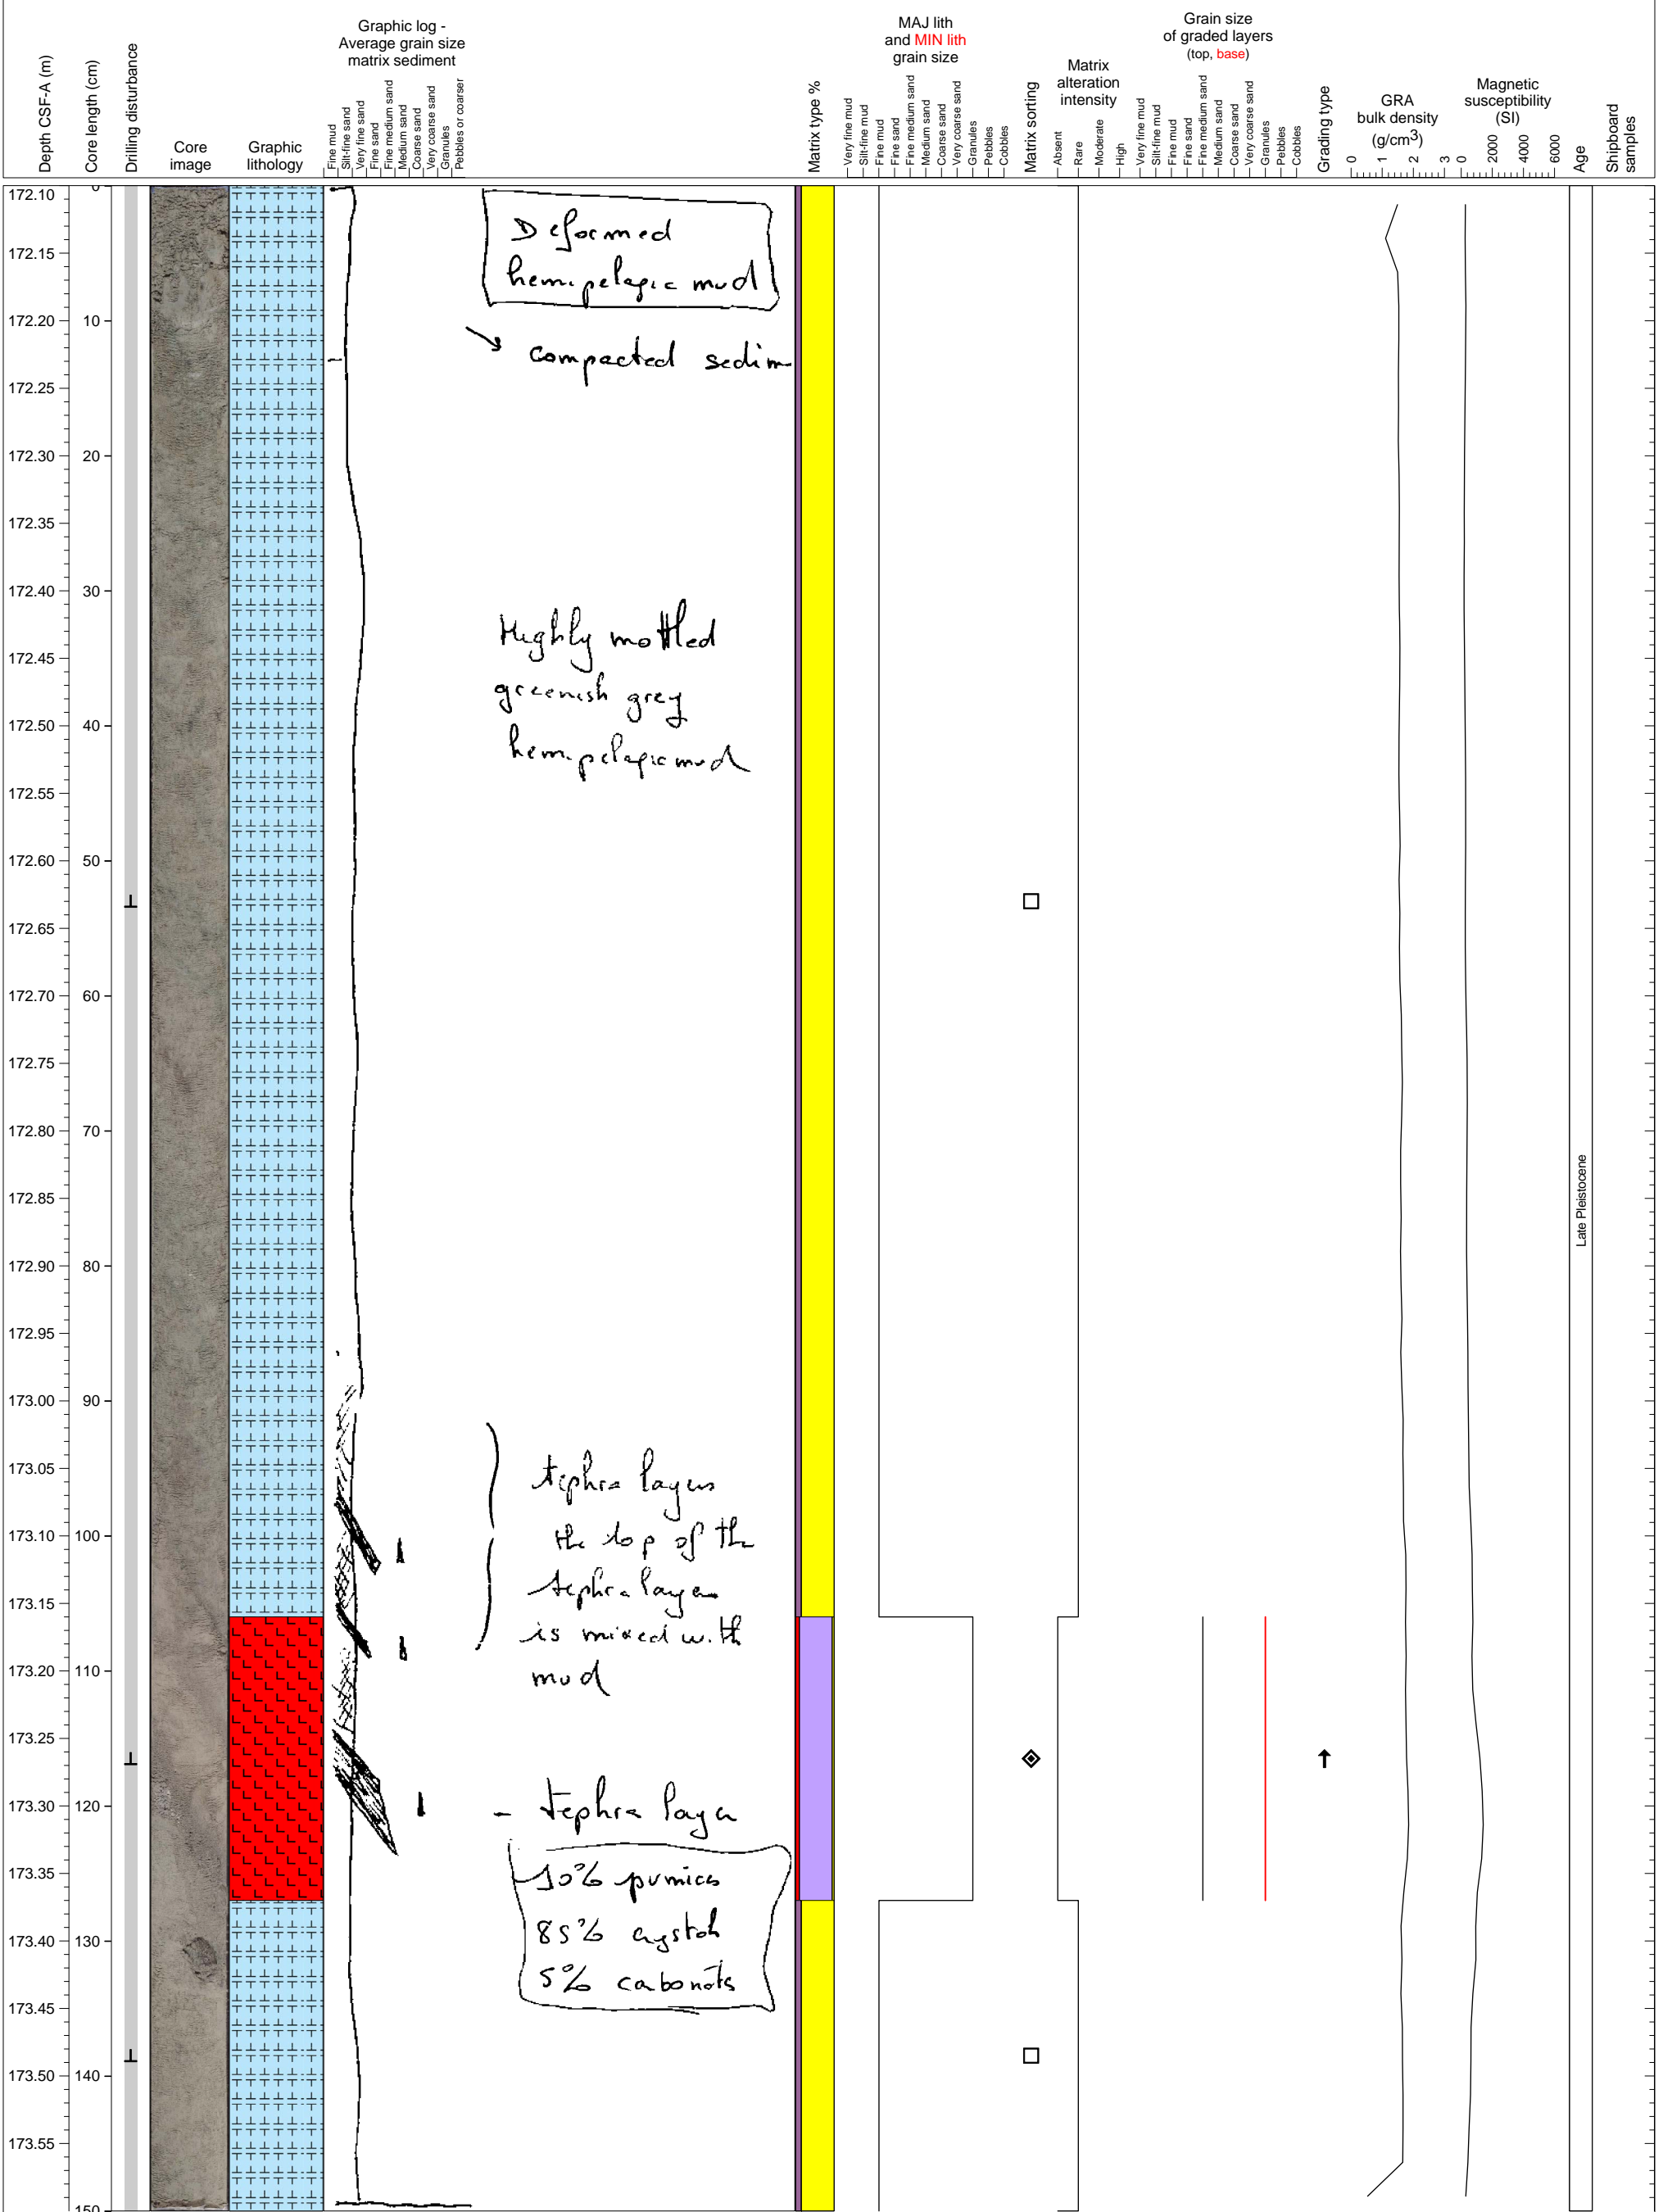 Depth CSF-A (m)
Core length (cm)
Drilling disturbance
Core
image
Graphic
lithology
Graphic log -
Average grain size
matrix sediment
Fine mud
Silt-fine sand
Very fine sand
Fine sand
Fine medium sand
Medium sand
Coarse sand
Very coarse sand
Granules
Pebbles or coarser
Matrix type %
MAJ lith
and MIN lith
grain size
Very fine mud
Silt-fine mud
Fine mud
Fine sand
Fine medium sand
Medium sand
Coarse sand
Very coarse sand
Granules
Pebbles
Cobbles
Matrix sorting
Matrix
alteration
intensity
Absent
Rare
Moderate
High
Grain size
of graded layers
(top, base)
Very fine mud
Silt-fine mud
Fine mud
Fine sand
Fine medium sand
Medium sand
Coarse sand
Very coarse sand
Granules
Pebbles
Cobbles
Grading type
GRA
bulk density
(g/cm3)
0 1 2 3
Magnetic
susceptibility
(SI)
0 2000 4000 6000
Age
Shipboard
samples
172.10 0
172.15
172.20 10
172.25
172.30 20
172.35
172.40 30
172.45
172.50 40
172.55
172.60 50
172.65
172.70 60
172.75
172.80 70
172.85
172.90 80
172.95
173.00 90
173.05
173.10 100
173.15
173.20 110
173.25
173.30 120
173.35
173.40 130
173.45
173.50 140
173.55
150
Deformed
hemipelagic mud
compacted sedim
Highly mottled
greenish grey
hemipelagic mud
tephra layers
the top of the
tephra layer
is mixed with
mud
- tephra layer
10% pumices
85% crystals
5% carbonats
Late Pleistocene